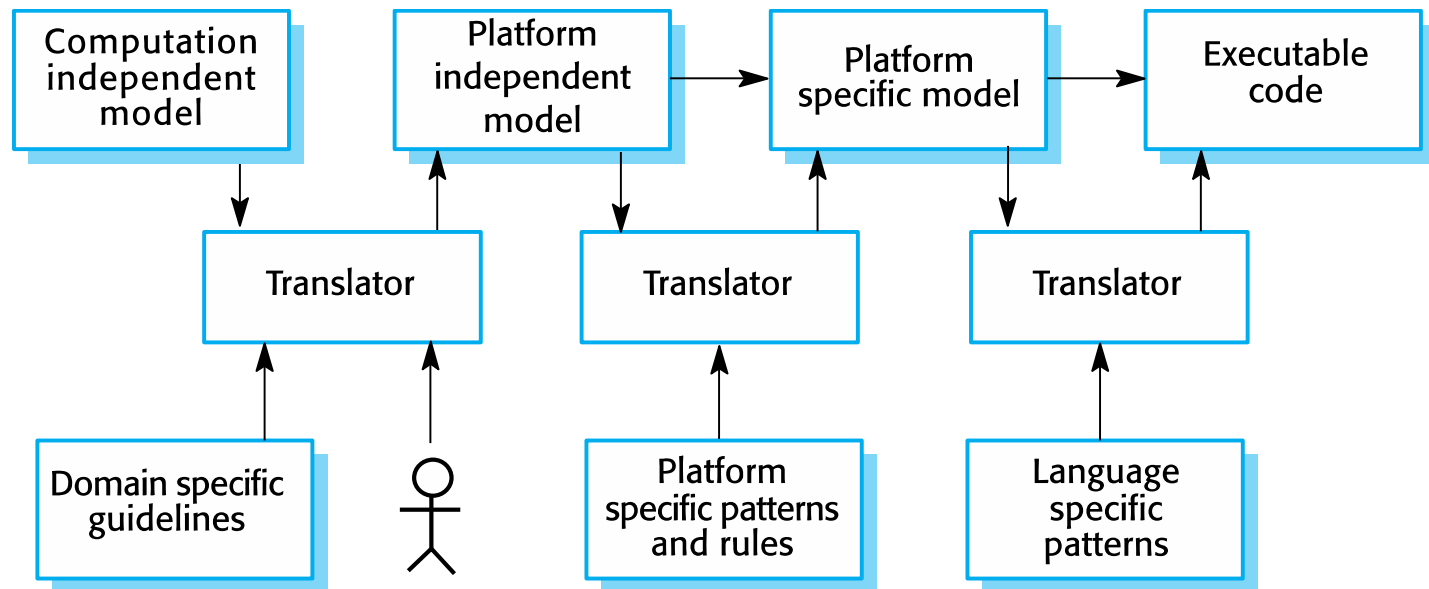 Computation
independent
model
Platform
independent
model
Platform
specific model
Executable
code
Translator
Translator
Translator
Domain specific
guidelines
Platform
specific patterns
and rules
Language
specific
patterns